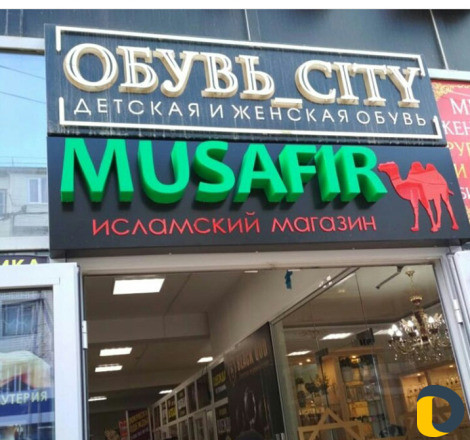 ОБУВЬ_CITY
ДЕТСКАЯ И ЖЕНСКАЯ ОБУВЬ
MUSAFIR
ИСЛАМСКИЙ МАГАЗИН